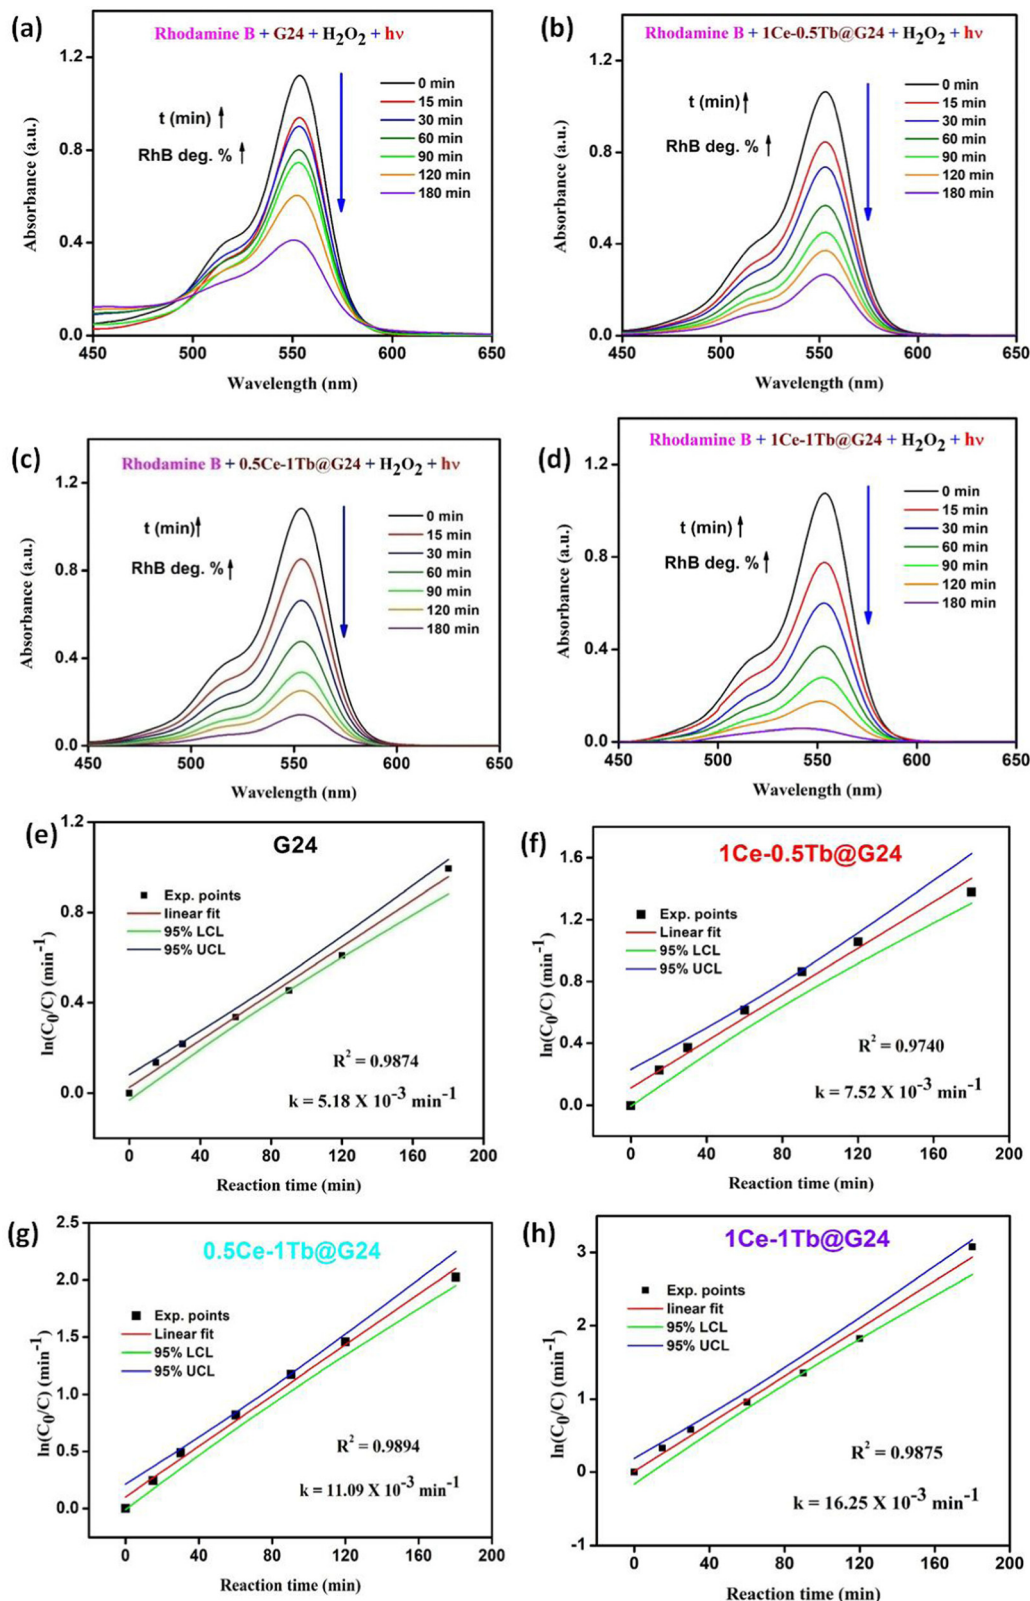 (a)
Rhodamine B + G24 + H₂O₂ + hν
t (min)
RhB deg. %
0 min
15 min
30 min
60 min
90 min
120 min
180 min
Absorbance (a.u.)
1.2
0.8
0.4
0.0
450 500 550 600 650
Wavelength (nm)
(b)
Rhodamine B + 1Ce-0.5Tb@G24 + H₂O₂ + hν
t (min)
RhB deg. %
0 min
15 min
30 min
60 min
90 min
120 min
180 min
Absorbance (a.u.)
1.2
0.8
0.4
0.0
450 500 550 600 650
Wavelength (nm)
(c)
Rhodamine B + 0.5Ce-1Tb@G24 + H₂O₂ + hν
t (min)
RhB deg. %
0 min
15 min
30 min
60 min
90 min
120 min
180 min
Absorbance (a.u.)
1.2
0.8
0.4
0.0
450 500 550 600 650
Wavelength (nm)
(d)
Rhodamine B + 1Ce-1Tb@G24 + H₂O₂ + hν
t (min)
RhB deg. %
0 min
15 min
30 min
60 min
90 min
120 min
180 min
Absorbance (a.u.)
1.2
0.8
0.4
0.0
450 500 550 600 650
Wavelength (nm)
(e)
G24
Exp. points
linear fit
95% LCL
95% UCL
R² = 0.9874
k = 5.18 X 10⁻³ min⁻¹
ln(C₀/C) (min⁻¹)
1.2
0.8
0.4
0.0
0 40 80 120 160 200
Reaction time (min)
(f)
1Ce-0.5Tb@G24
Exp. points
Linear fit
95% LCL
95% UCL
R² = 0.9740
k = 7.52 X 10⁻³ min⁻¹
ln(C₀/C) (min⁻¹)
1.6
1.2
0.8
0.4
0.0
0 40 80 120 160 200
Reaction time (min)
(g)
0.5Ce-1Tb@G24
Exp. points
Linear fit
95% LCL
95% UCL
R² = 0.9894
k = 11.09 X 10⁻³ min⁻¹
ln(C₀/C) (min⁻¹)
2.5
2.0
1.5
1.0
0.5
0.0
0 40 80 120 160 200
Reaction time (min)
(h)
1Ce-1Tb@G24
Exp. points
linear fit
95% LCL
95% UCL
R² = 0.9875
k = 16.25 X 10⁻³ min⁻¹
ln(C₀/C) (min⁻¹)
3
2
1
0
-1
0 40 80 120 160 200
Reaction time (min)